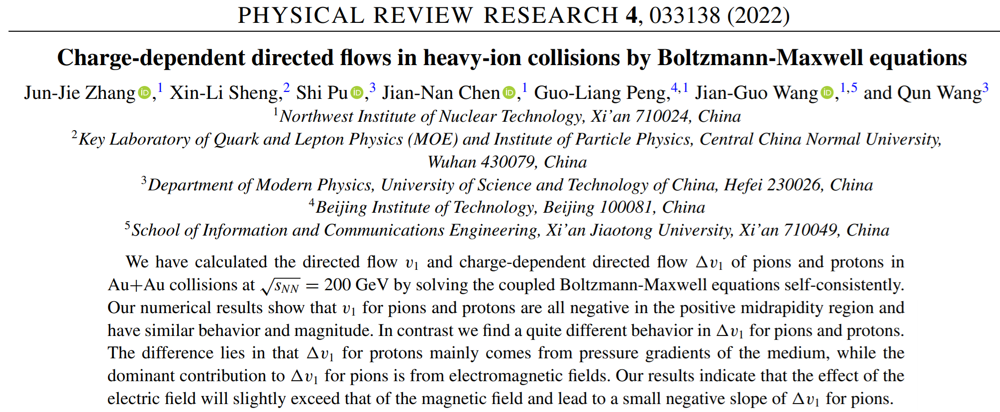 PHYSICAL REVIEW RESEARCH 4, 033138 (2022)
Charge-dependent directed flows in heavy-ion collisions by Boltzmann-Maxwell equations
Jun-Jie Zhang iD,1 Xin-Li Sheng,2 Shi Pu iD,3 Jian-Nan Chen iD,1 Guo-Liang Peng,4,1 Jian-Guo Wang iD,1,5 and Qun Wang3
1Northwest Institute of Nuclear Technology, Xi’an 710024, China
2Key Laboratory of Quark and Lepton Physics (MOE) and Institute of Particle Physics, Central China Normal University,
Wuhan 430079, China
3Department of Modern Physics, University of Science and Technology of China, Hefei 230026, China
4Beijing Institute of Technology, Beijing 100081, China
5School of Information and Communications Engineering, Xi’an Jiaotong University, Xi’an 710049, China
We have calculated the directed flow v1 and charge-dependent directed flow Δv1 of pions and protons in
Au+Au collisions at √sNN = 200 GeV by solving the coupled Boltzmann-Maxwell equations self-consistently.
Our numerical results show that v1 for pions and protons are all negative in the positive midrapidity region and
have similar behavior and magnitude. In contrast we find a quite different behavior in Δv1 for pions and protons.
The difference lies in that Δv1 for protons mainly comes from pressure gradients of the medium, while the
dominant contribution to Δv1 for pions is from electromagnetic fields. Our results indicate that the effect of the
electric field will slightly exceed that of the magnetic field and lead to a small negative slope of Δv1 for pions.